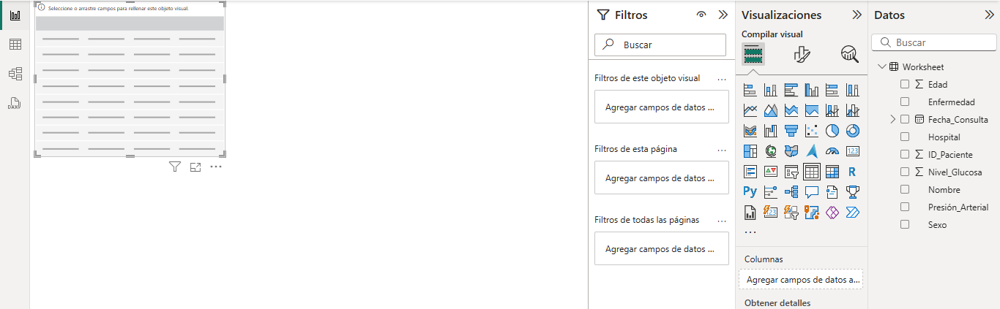 Seleccione o arrastre campos para rellenar este objeto visual.
DAX
Filtros
Buscar
Filtros de este objeto visual
Agregar campos de datos ...
Filtros de esta página
Agregar campos de datos ...
Filtros de todas las páginas
Agregar campos de datos ...
Visualizaciones
Compilar visual
123
R
Py
123
Columnas
Agregar campos de datos a...
Obtener detalles
Datos
Buscar
Worksheet
Edad
Enfermedad
Fecha_Consulta
Hospital
ID_Paciente
Nivel_Glucosa
Nombre
Presión_Arterial
Sexo